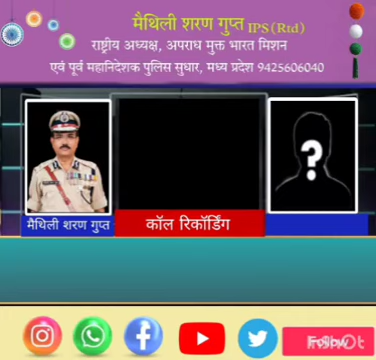 मैथिली शरण गुप्त IPS (Rtd)
राष्ट्रीय अध्यक्ष, अपराध मुक्त भारत मिशन
एवं पूर्व महानिदेशक पुलिस सुधार, मध्य प्रदेश 9425606040
?
मैथिली शरण गुप्त
कॉल रिकॉर्डिंग
Follow